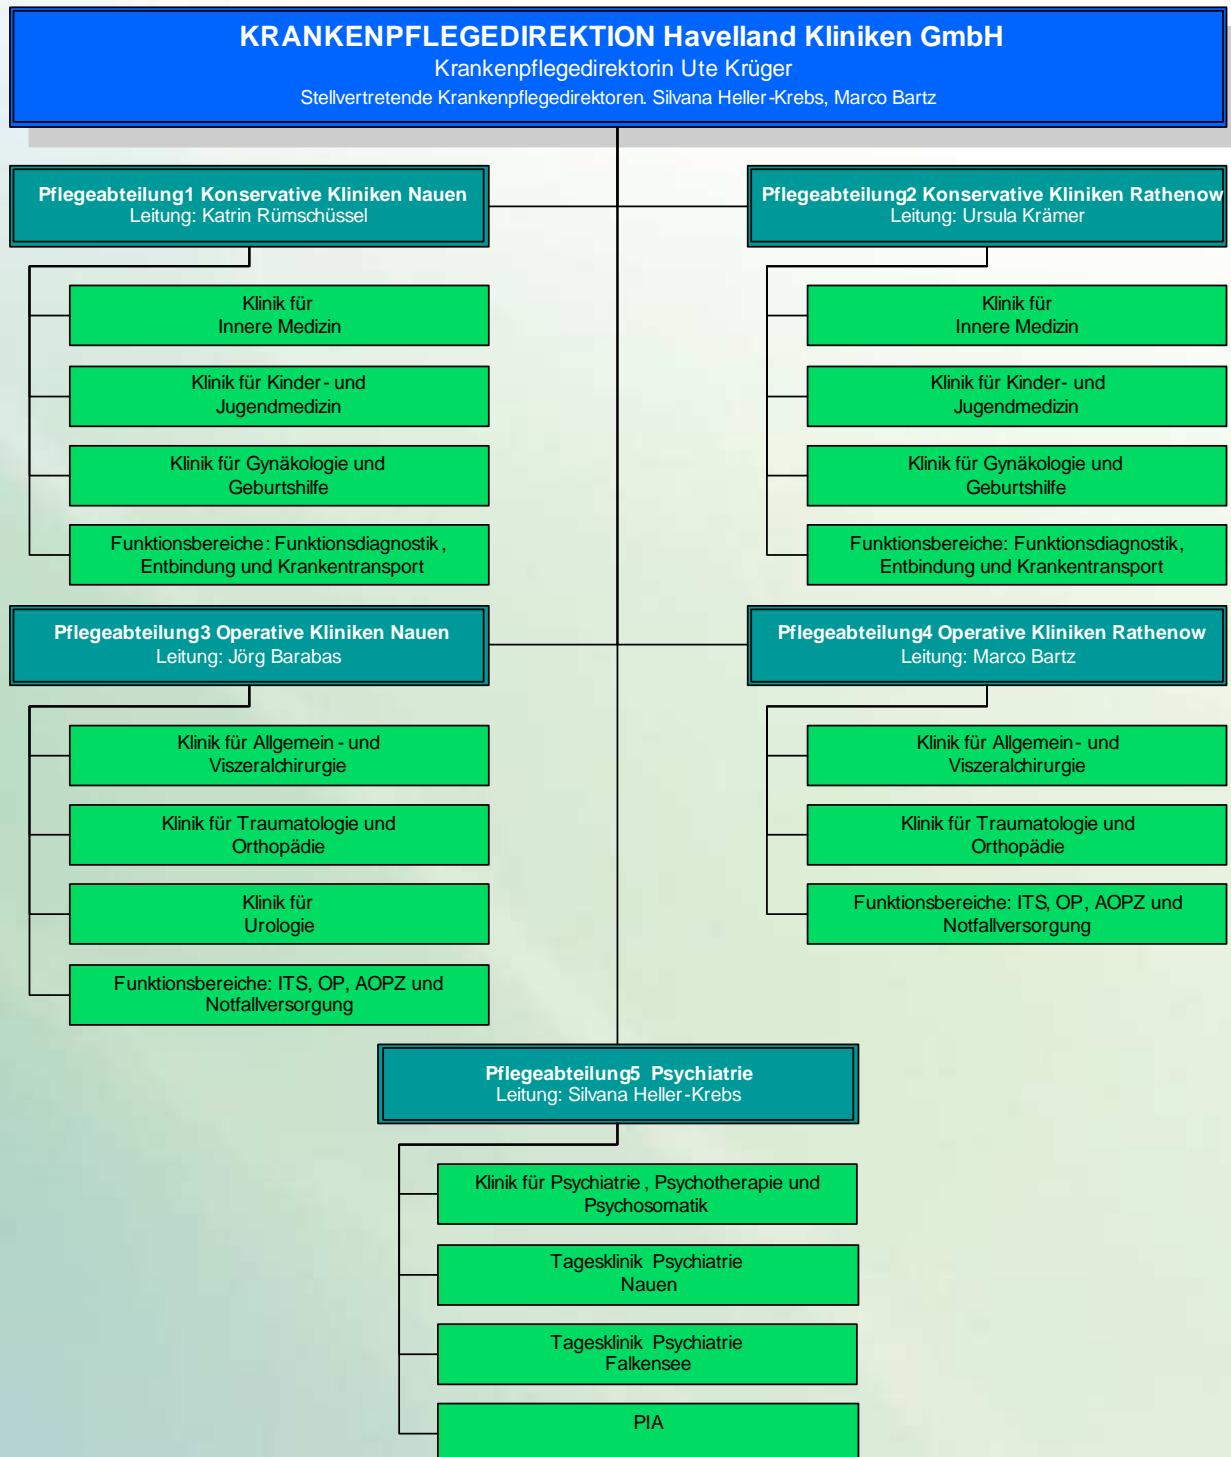 KRANKENPFLEGEDIREKTION Havelland Kliniken GmbH
Krankenpflegedirektorin Ute Krüger
Stellvertretende Krankenpflegedirektoren. Silvana Heller-Krebs, Marco Bartz
Pflegeabteilung1 Konservative Kliniken Nauen
Leitung: Katrin Rümschüssel
Klinik für
Innere Medizin
Klinik für Kinder- und
Jugendmedizin
Klinik für Gynäkologie und
Geburtshilfe
Funktionsbereiche: Funktionsdiagnostik,
Entbindung und Krankentransport
Pflegeabteilung2 Konservative Kliniken Rathenow
Leitung: Ursula Krämer
Klinik für
Innere Medizin
Klinik für Kinder- und
Jugendmedizin
Klinik für Gynäkologie und
Geburtshilfe
Funktionsbereiche: Funktionsdiagnostik,
Entbindung und Krankentransport
Pflegeabteilung3 Operative Kliniken Nauen
Leitung: Jörg Barabas
Klinik für Allgemein- und
Viszeralchirurgie
Klinik für Traumatologie und
Orthopädie
Klinik für
Urologie
Funktionsbereiche: ITS, OP, AOPZ und
Notfallversorgung
Pflegeabteilung4 Operative Kliniken Rathenow
Leitung: Marco Bartz
Klinik für Allgemein- und
Viszeralchirurgie
Klinik für Traumatologie und
Orthopädie
Funktionsbereiche: ITS, OP, AOPZ und
Notfallversorgung
Pflegeabteilung5 Psychiatrie
Leitung: Silvana Heller-Krebs
Klinik für Psychiatrie, Psychotherapie und
Psychosomatik
Tagesklinik Psychiatrie
Nauen
Tagesklinik Psychiatrie
Falkensee
PIA